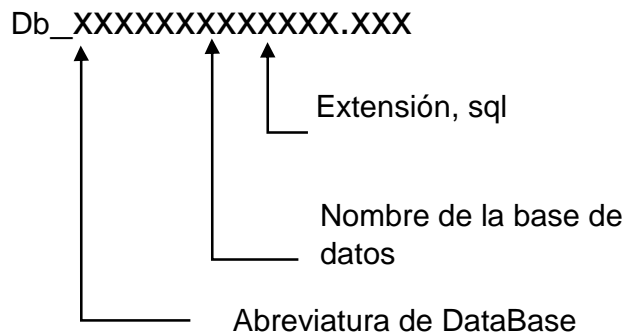 Db_xxxxxxxxxxxxx.xxx
Extensión, sql
Nombre de la base de
datos
Abreviatura de DataBase